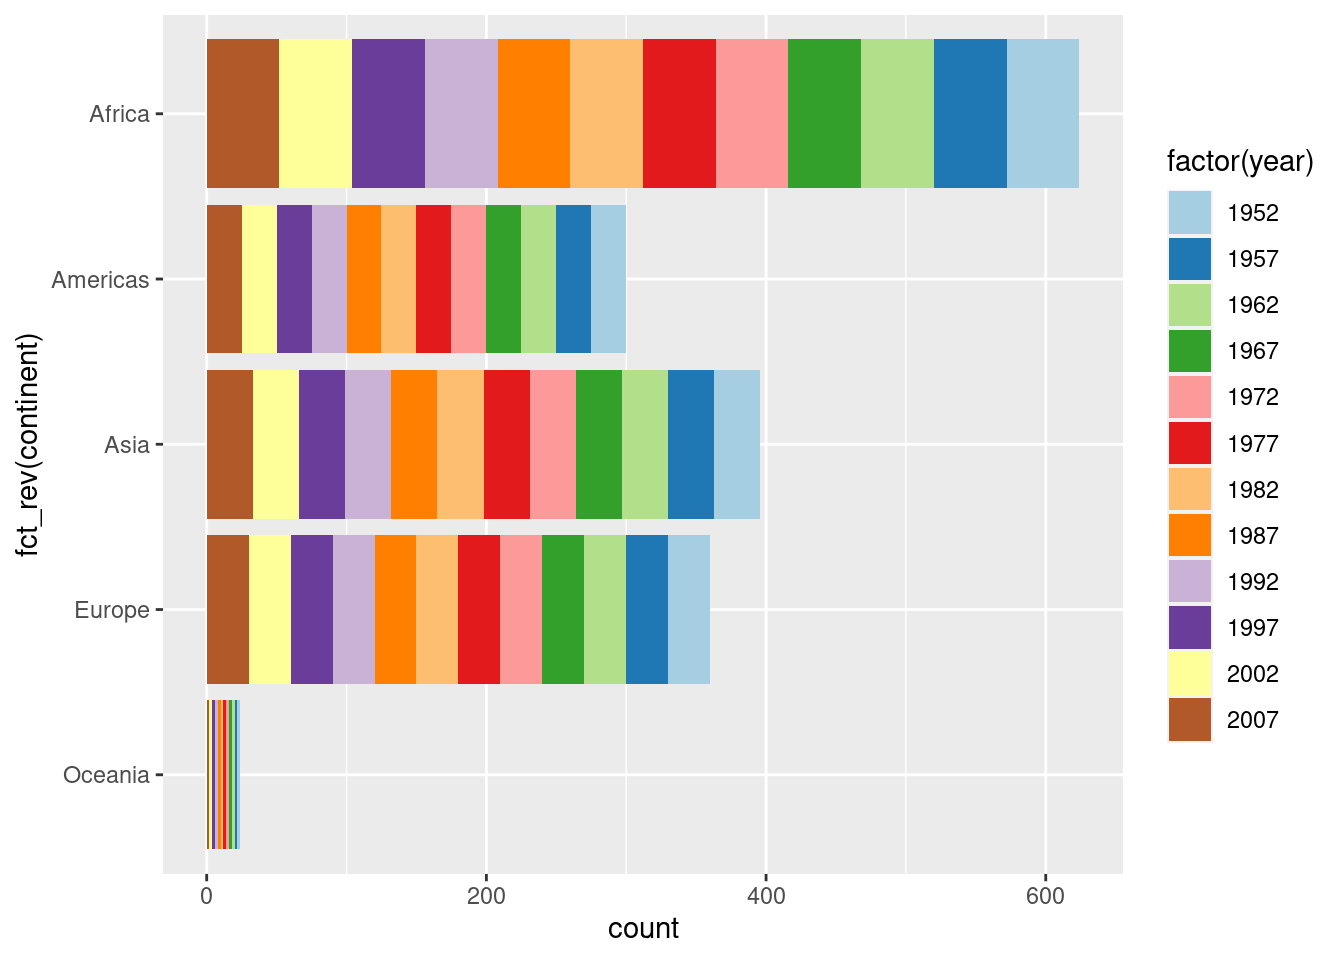 Africa
Americas
Asia
Europe
Oceania
fct_rev(continent)
0
200
400
600
count
factor(year)
1952
1957
1962
1967
1972
1977
1982
1987
1992
1997
2002
2007